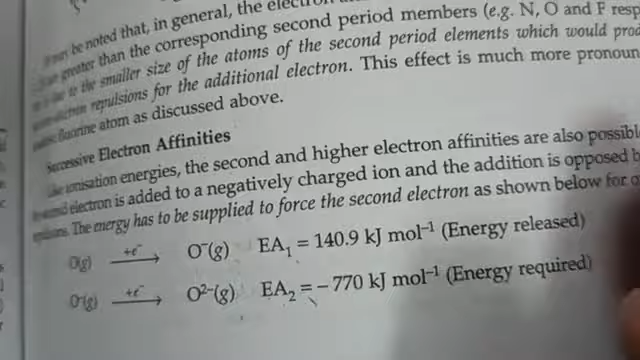 be noted that, in general, the
than the corresponding second period members (e.g. N, O and F resp
to the smaller size of the atoms of the second period elements which would prod
repulsions for the additional electron. This effect is much more pronoun
fluorine atom as discussed above.
Successive Electron Affinities
ionisation energies, the second and higher electron affinities are also possible
electron is added to a negatively charged ion and the addition is opposed b
The energy has to be supplied to force the second electron as shown below for o
O(g) +e⁻ → O⁻(g) EA₁ = 140.9 kJ mol⁻¹ (Energy released)
O⁻(g) +e⁻ → O²⁻(g) EA₂ = – 770 kJ mol⁻¹ (Energy required)